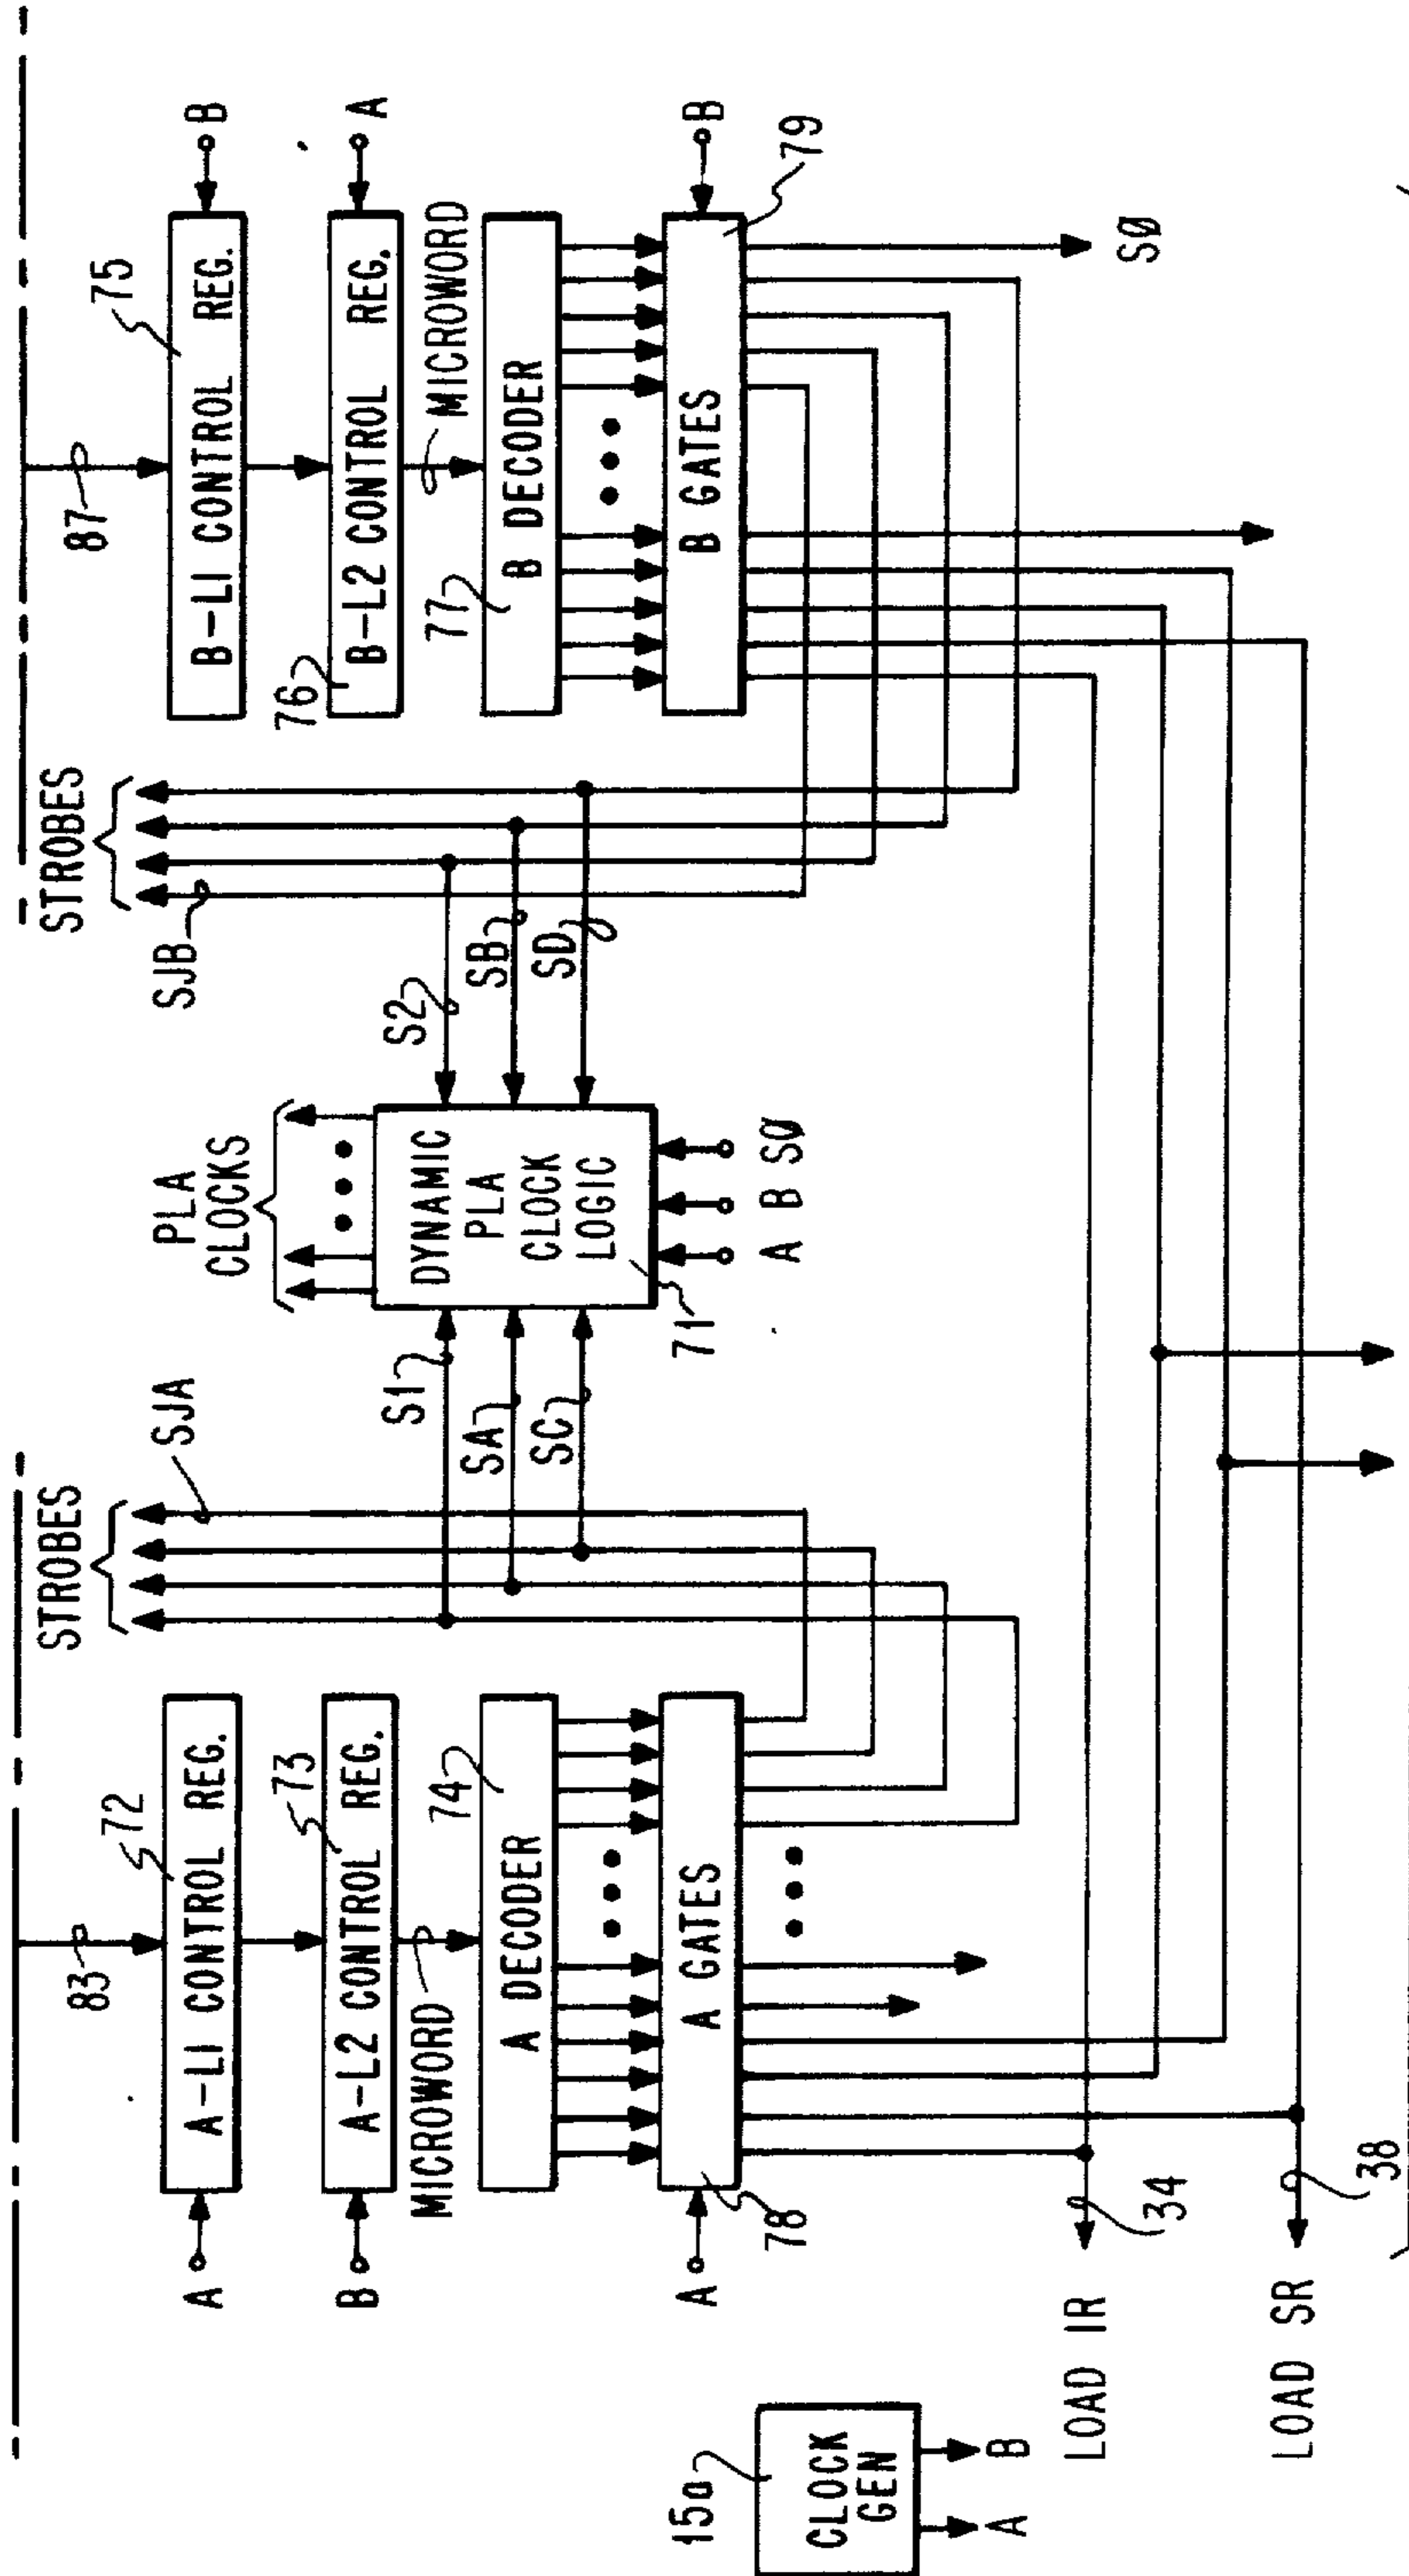 STROBES
STROBES
83
87
SJA
SJB
PLA
CLOCKS
A
A-L1 CONTROL REG.
72
B-L1 CONTROL REG.
75
B
B
A-L2 CONTROL REG.
73
76
B-L2 CONTROL REG.
A
S1
SA
SC
DYNAMIC
PLA
CLOCK
LOGIC
71
S2
SB
SD
MICROWORD
MICROWORD
A DECODER
74
77
B DECODER
A B SØ
A
A GATES
78
B GATES
79
B
15a
CLOCK
GEN
A B
LOAD IR
34
SØ
LOAD SR
38